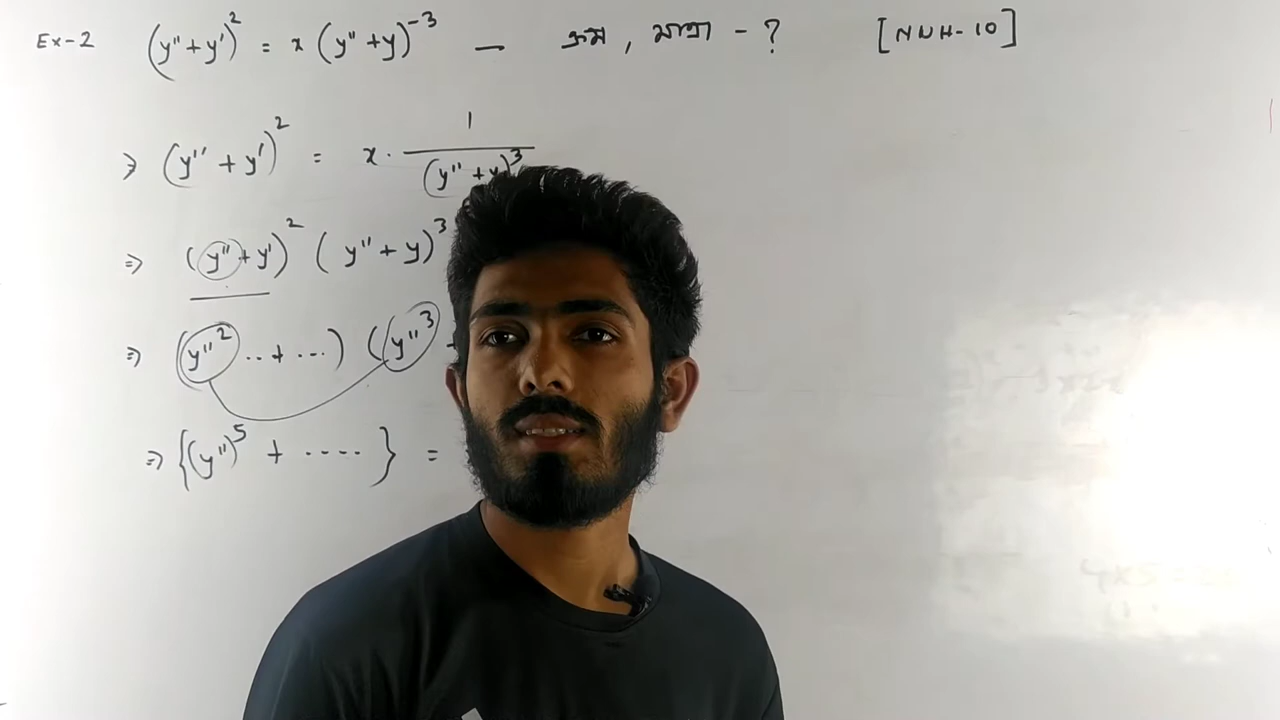 Ex-2 (y'' + y')² = x (y'' + y)⁻³ — ক্রম, মাত্রা - ? [NUH-10]
⇒ (y'' + y')² = x · 1/(y'' + y)³
⇒ (y'' + y')² (y'' + y)³
⇒ (y''² ..+ ...) (y''³
⇒ {(y'')⁵ + ....} =